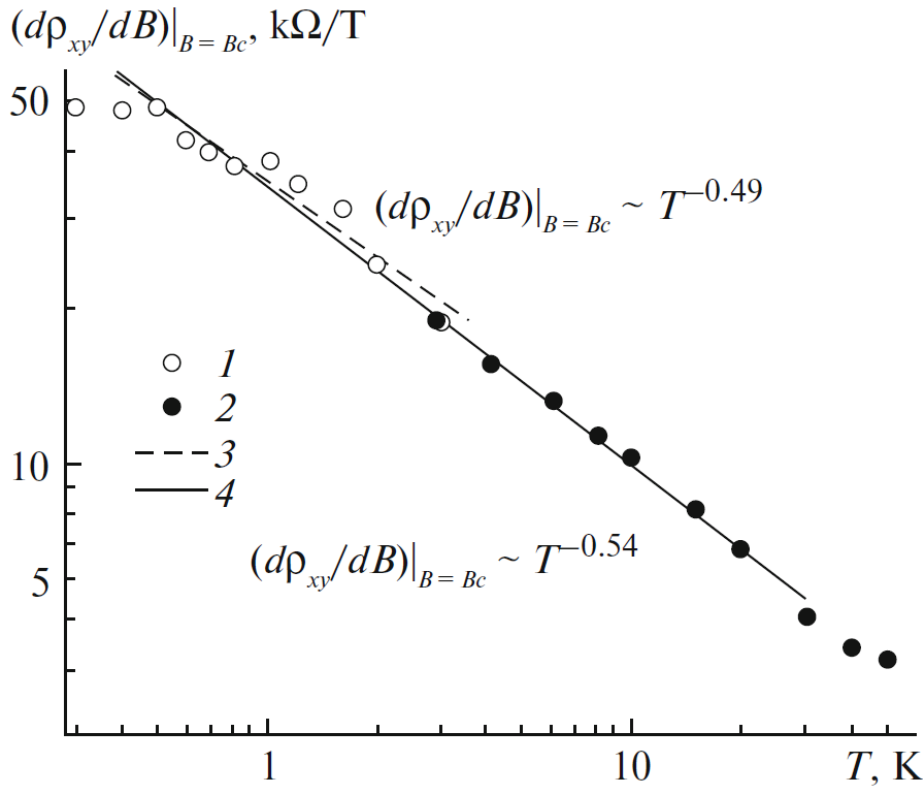 (dρxy/dB)|B = Bc, kΩ/T
50
(dρxy/dB)|B = Bc ~ T−0.49
1
2
3
4
10
(dρxy/dB)|B = Bc ~ T−0.54
5
1
10
T, K